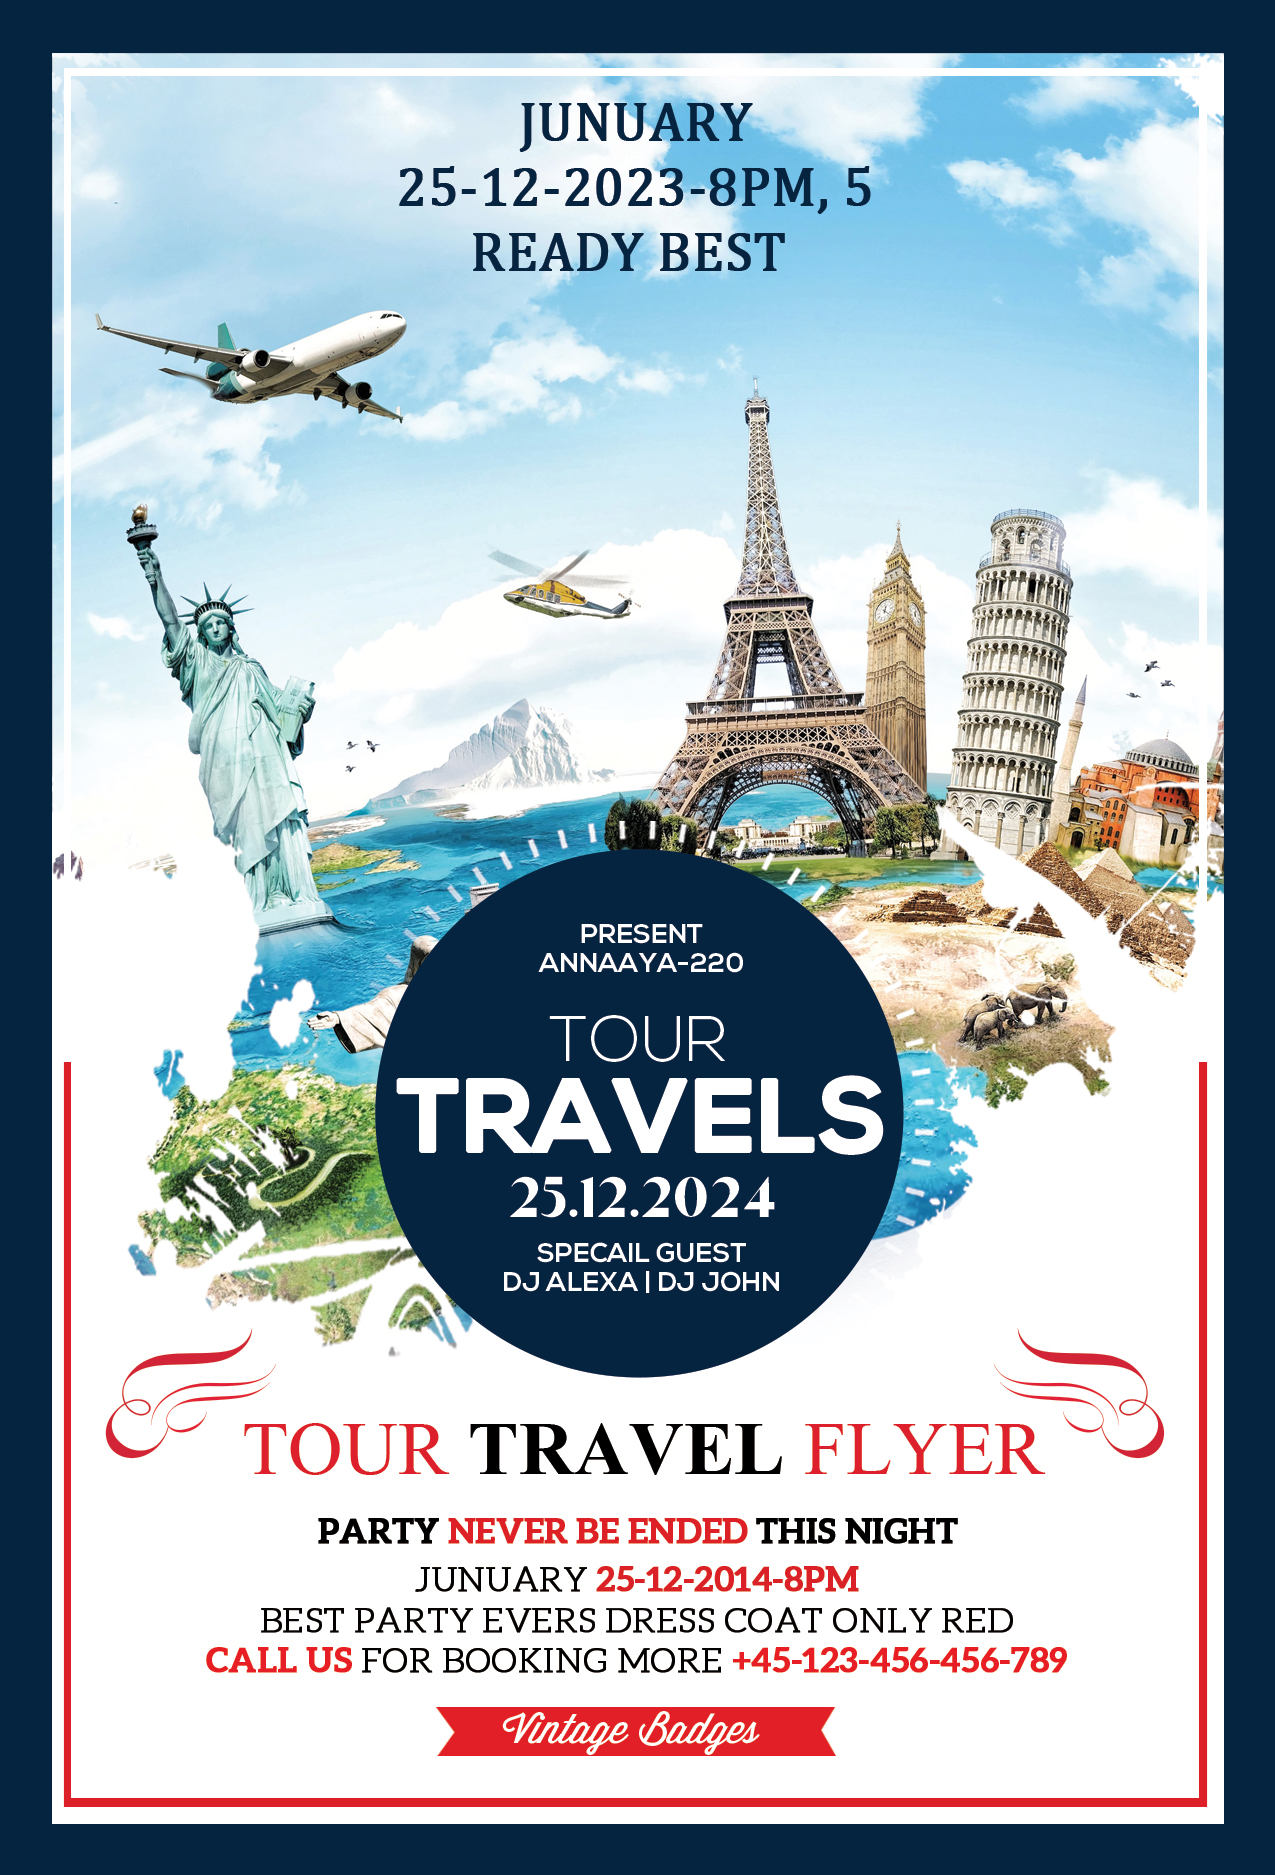 JUNUARY
25-12-2023-8PM, 5
READY BEST
PRESENT
ANNAAYA-220
TOUR
TRAVELS
25.12.2024
SPECAIL GUEST
DJ ALEXA | DJ JOHN
TOUR TRAVEL FLYER
PARTY NEVER BE ENDED THIS NIGHT
JUNUARY 25-12-2014-8PM
BEST PARTY EVERS DRESS COAT ONLY RED
CALL US FOR BOOKING MORE +45-123-456-456-789
Vintage Badges